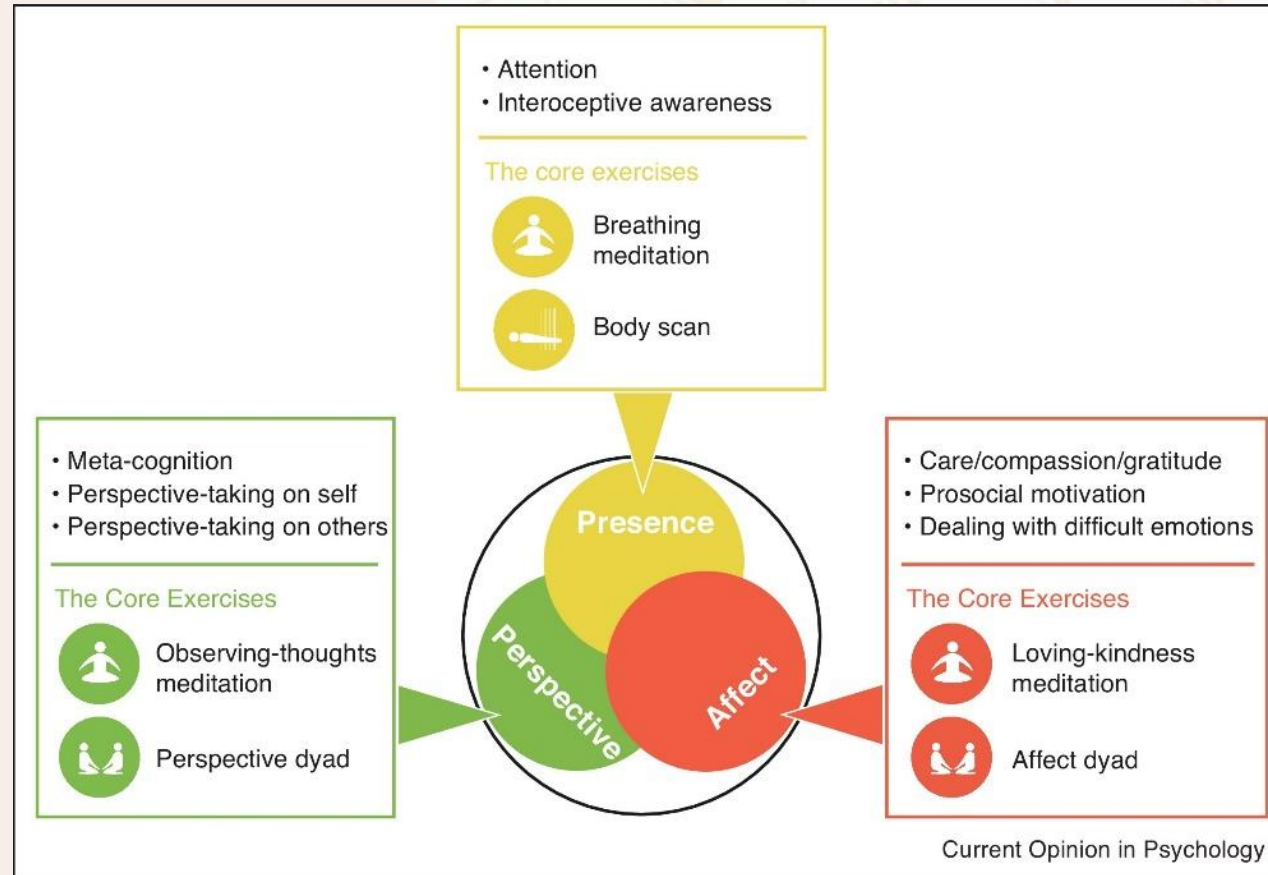 • Attention
• Interoceptive awareness
The core exercises
Breathing
meditation
Body scan
• Meta-cognition
• Perspective-taking on self
• Perspective-taking on others
The Core Exercises
Observing-thoughts
meditation
Perspective dyad
Presence
Perspective
Affect
• Care/compassion/gratitude
• Prosocial motivation
• Dealing with difficult emotions
The Core Exercises
Loving-kindness
meditation
Affect dyad
Current Opinion in Psychology